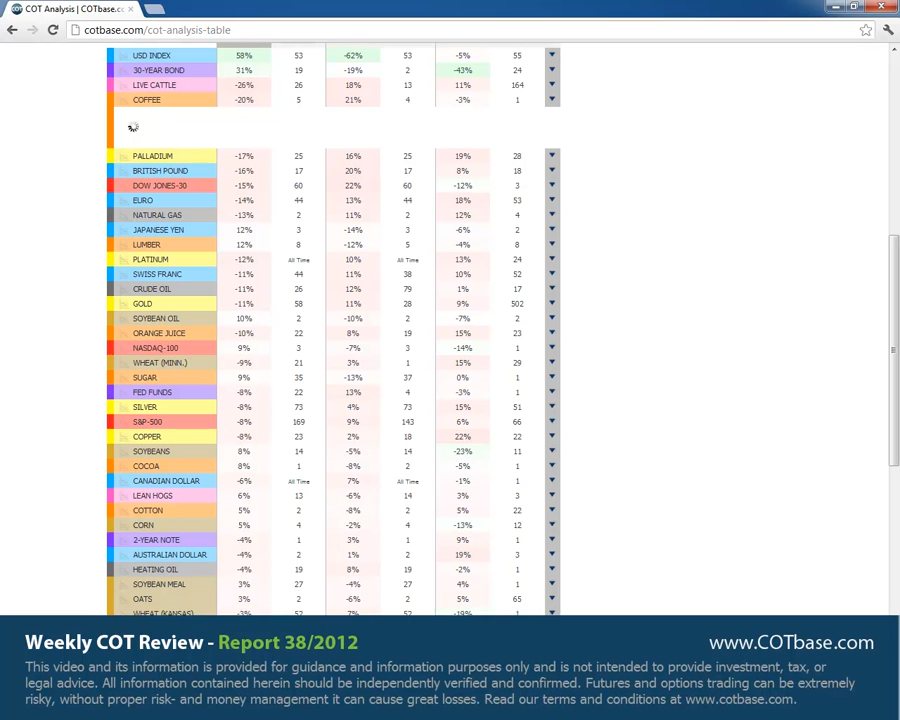 COT Analysis | COTbase.cc
cotbase.com/cot-analysis-table
USD INDEX 58% 53 -62% 53 -5% 55
30-YEAR BOND 31% 19 -19% 2 -43% 24
LIVE CATTLE -26% 26 18% 13 11% 164
COFFEE -20% 5 21% 4 -3% 1
PALLADIUM -17% 25 16% 25 19% 28
BRITISH POUND -16% 17 20% 17 8% 18
DOW JONES-30 -15% 60 22% 60 -12% 3
EURO -14% 44 13% 44 18% 53
NATURAL GAS -13% 2 11% 2 12% 4
JAPANESE YEN 12% 3 -14% 3 -6% 2
LUMBER 12% 8 -12% 5 -4% 8
PLATINUM -12% All Time 10% All Time 13% 24
SWISS FRANC -11% 44 11% 38 10% 52
CRUDE OIL -11% 26 12% 79 1% 17
GOLD -11% 58 11% 28 9% 502
SOYBEAN OIL 10% 2 -10% 2 -7% 2
ORANGE JUICE -10% 22 8% 19 15% 23
NASDAQ-100 9% 3 -7% 3 -14% 1
WHEAT (MINN.) -9% 21 3% 1 15% 29
SUGAR 9% 35 -13% 37 0% 1
FED FUNDS -8% 22 13% 4 -3% 1
SILVER -8% 73 4% 73 15% 51
S&P-500 -8% 169 9% 143 6% 66
COPPER -8% 23 2% 18 22% 22
SOYBEANS 8% 14 -5% 14 -23% 11
COCOA 8% 1 -8% 2 -5% 1
CANADIAN DOLLAR -6% All Time 7% All Time -1% 1
LEAN HOGS 6% 13 -6% 14 3% 3
COTTON 5% 2 -8% 2 5% 22
CORN 5% 4 -2% 4 -13% 12
2-YEAR NOTE -4% 1 3% 1 9% 1
AUSTRALIAN DOLLAR -4% 2 1% 2 19% 3
HEATING OIL -4% 19 8% 19 -2% 1
SOYBEAN MEAL 3% 27 -4% 27 4% 1
OATS 3% 2 -6% 2 5% 65
WHEAT (KANSAS) -3% 52 7% 52 -19% 1
Weekly COT Review - Report 38/2012 www.COTbase.com
This video and its information is provided for guidance and information purposes only and is not intended to provide investment, tax, or
legal advice. All information contained herein should be independently verified and confirmed. Futures and options trading can be extremely
risky, without proper risk- and money management it can cause great losses. Read our terms and conditions at www.cotbase.com.